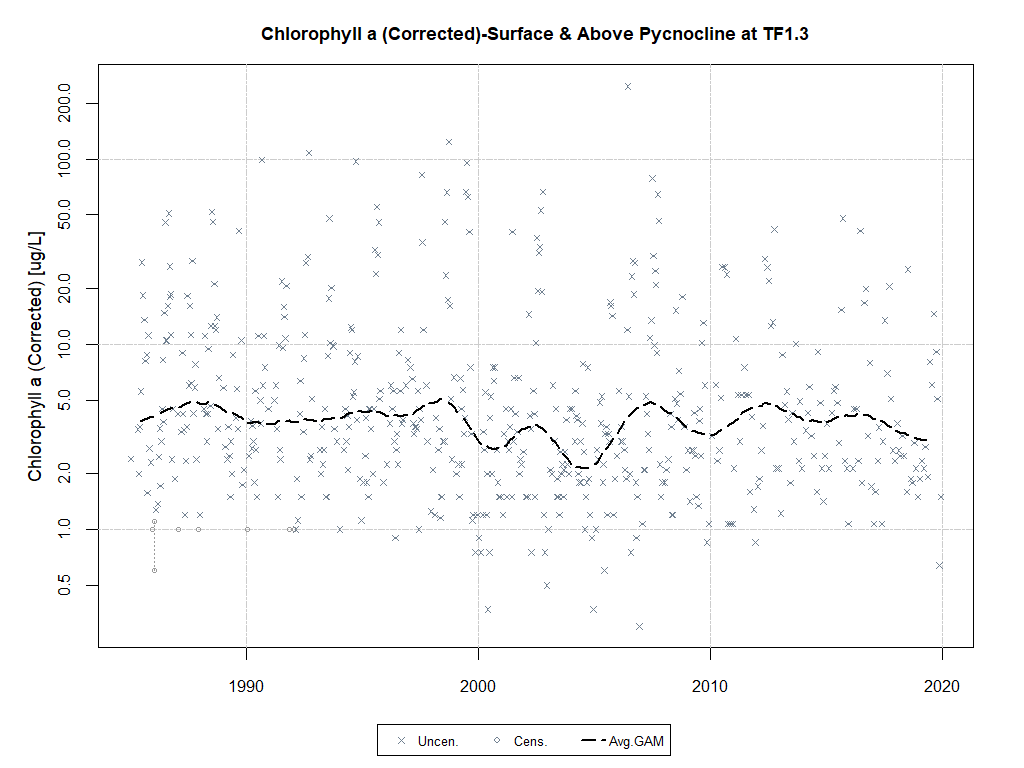 Chlorophyll a (Corrected)-Surface & Above Pycnocline at TF1.3
Chlorophyll a (Corrected) [ug/L]
200.0
100.0
50.0
20.0
10.0
5.0
2.0
1.0
0.5
1990 2000 2010 2020
Uncen. Cens. Avg.GAM